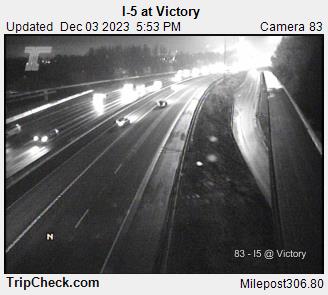 I-5 at Victory
Updated Dec 03 2023 5:53 PM Camera 83
T
N
83 - I5 @ Victory
TripCheck.com Milepost306.80